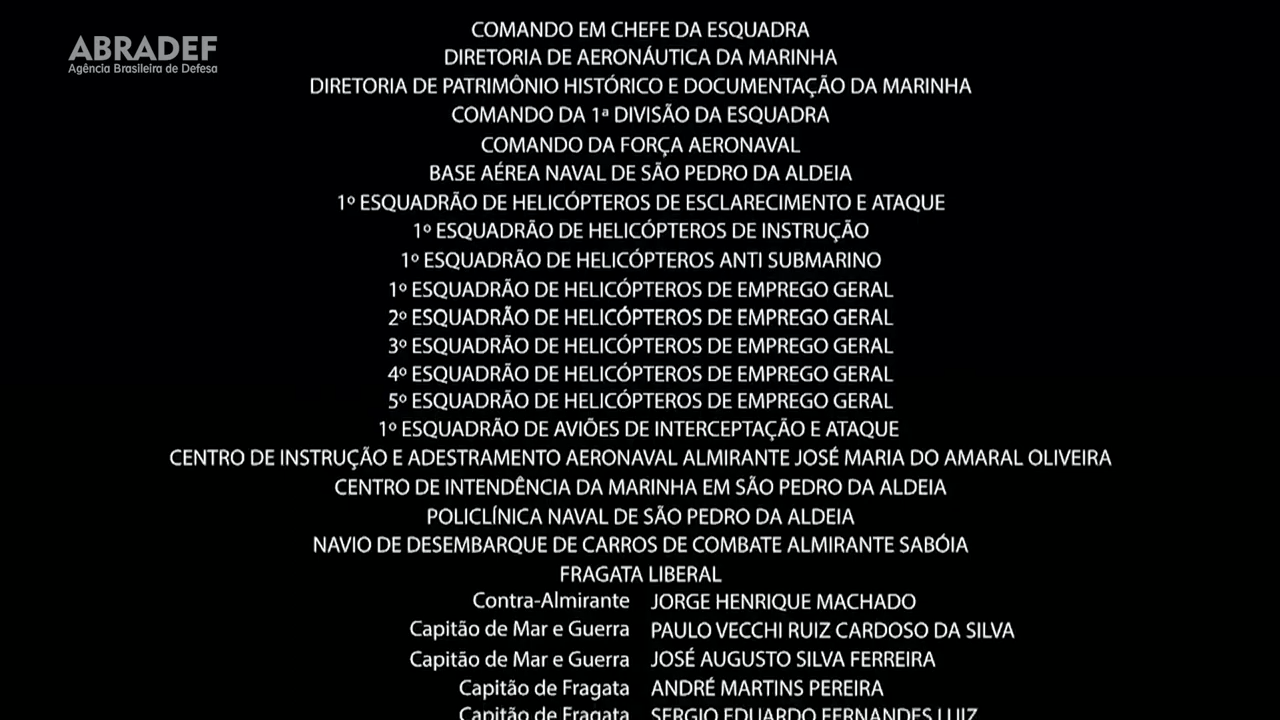 ABRADEF
Agência Brasileira de Defesa
COMANDO EM CHEFE DA ESQUADRA
DIRETORIA DE AERONÁUTICA DA MARINHA
DIRETORIA DE PATRIMÔNIO HISTÓRICO E DOCUMENTAÇÃO DA MARINHA
COMANDO DA 1ª DIVISÃO DA ESQUADRA
COMANDO DA FORÇA AERONAVAL
BASE AÉREA NAVAL DE SÃO PEDRO DA ALDEIA
1º ESQUADRÃO DE HELICÓPTEROS DE ESCLARECIMENTO E ATAQUE
1º ESQUADRÃO DE HELICÓPTEROS DE INSTRUÇÃO
1º ESQUADRÃO DE HELICÓPTEROS ANTI SUBMARINO
1º ESQUADRÃO DE HELICÓPTEROS DE EMPREGO GERAL
2º ESQUADRÃO DE HELICÓPTEROS DE EMPREGO GERAL
3º ESQUADRÃO DE HELICÓPTEROS DE EMPREGO GERAL
4º ESQUADRÃO DE HELICÓPTEROS DE EMPREGO GERAL
5º ESQUADRÃO DE HELICÓPTEROS DE EMPREGO GERAL
1º ESQUADRÃO DE AVIÕES DE INTERCEPTAÇÃO E ATAQUE
CENTRO DE INSTRUÇÃO E ADESTRAMENTO AERONAVAL ALMIRANTE JOSÉ MARIA DO AMARAL OLIVEIRA
CENTRO DE INTENDÊNCIA DA MARINHA EM SÃO PEDRO DA ALDEIA
POLICLÍNICA NAVAL DE SÃO PEDRO DA ALDEIA
NAVIO DE DESEMBARQUE DE CARROS DE COMBATE ALMIRANTE SABÓIA
FRAGATA LIBERAL
Contra-Almirante JORGE HENRIQUE MACHADO
Capitão de Mar e Guerra PAULO VECCHI RUIZ CARDOSO DA SILVA
Capitão de Mar e Guerra JOSÉ AUGUSTO SILVA FERREIRA
Capitão de Fragata ANDRÉ MARTINS PEREIRA
Capitão de Fragata SERGIO EDUARDO FERNANDES LUIZ